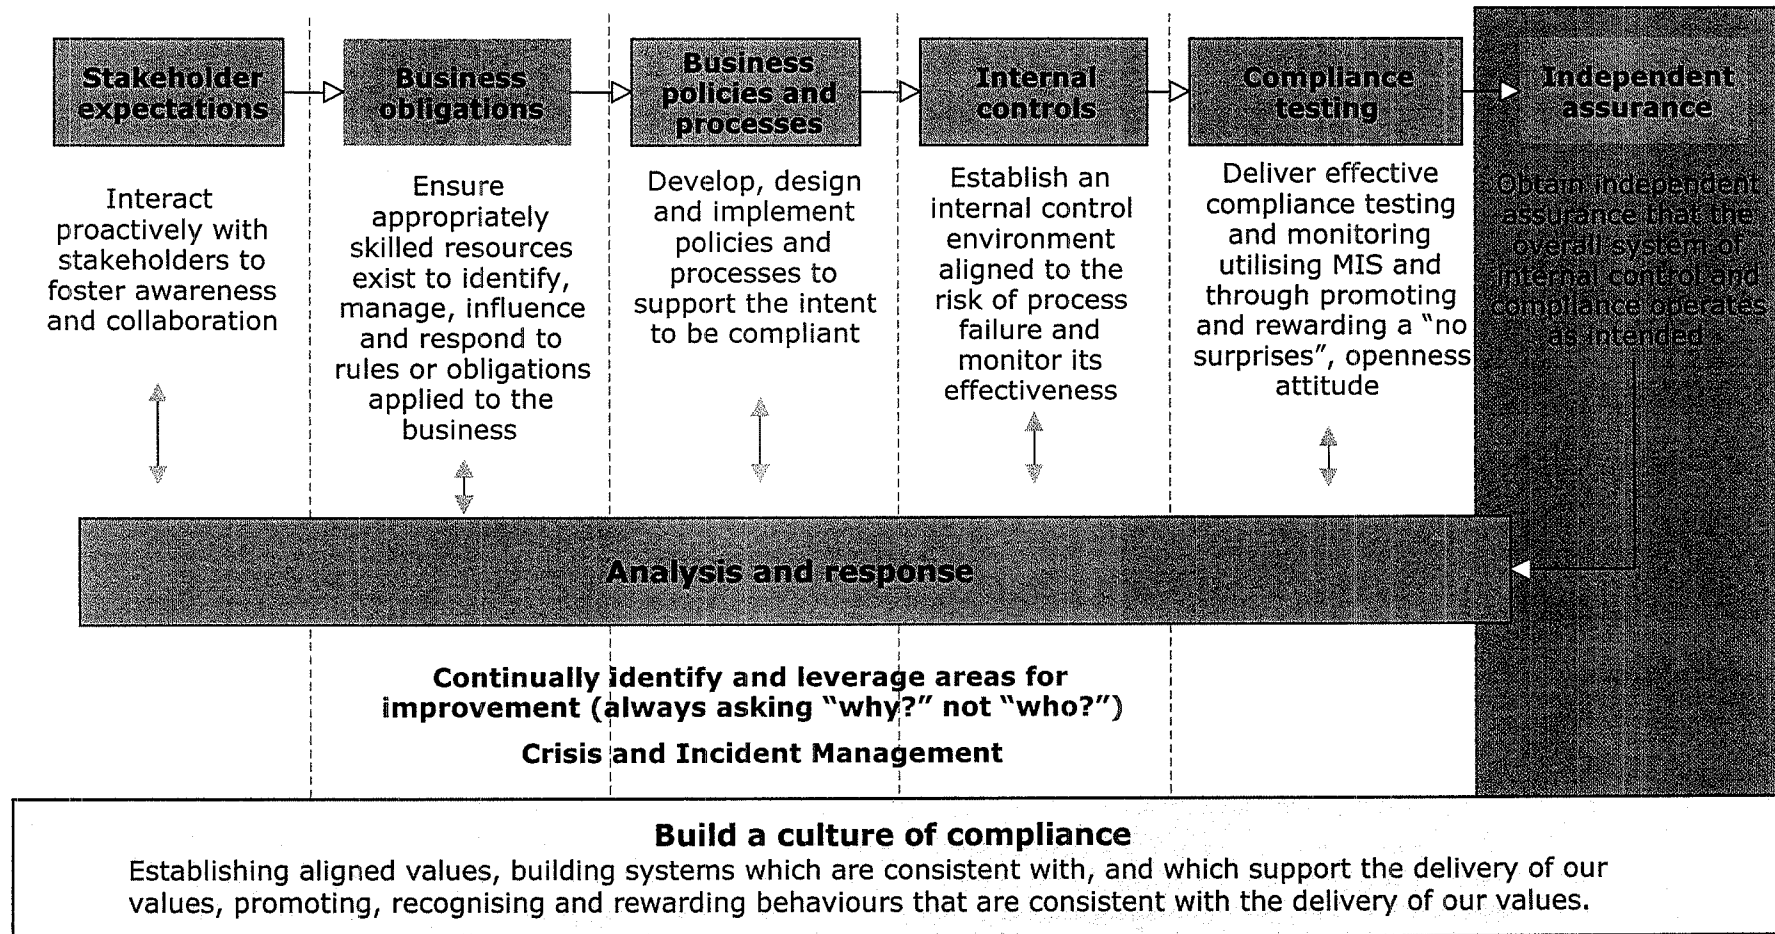 Stakeholder
expectations
Business
obligations
Business
policies and
processes
Internal
controls
Compliance
testing
Independent
assurance
Interact
proactively with
stakeholders to
foster awareness
and collaboration
Ensure
appropriately
skilled resources
exist to identify,
manage, influence
and respond to
rules or obligations
applied to the
business
Develop, design
and implement
policies and
processes to
support the intent
to be compliant
Establish an
internal control
environment
aligned to the
risk of process
failure and
monitor its
effectiveness
Deliver effective
compliance testing
and monitoring
utilising MIS and
through promoting
and rewarding a “no
surprises”, openness
attitude
Obtain independent
assurance that the
overall system of
internal control and
compliance operates
as intended
Analysis and response
Continually identify and leverage areas for
improvement (always asking “why?” not “who?”)
Crisis and Incident Management
Build a culture of compliance
Establishing aligned values, building systems which are consistent with, and which support the delivery of our
values, promoting, recognising and rewarding behaviours that are consistent with the delivery of our values.